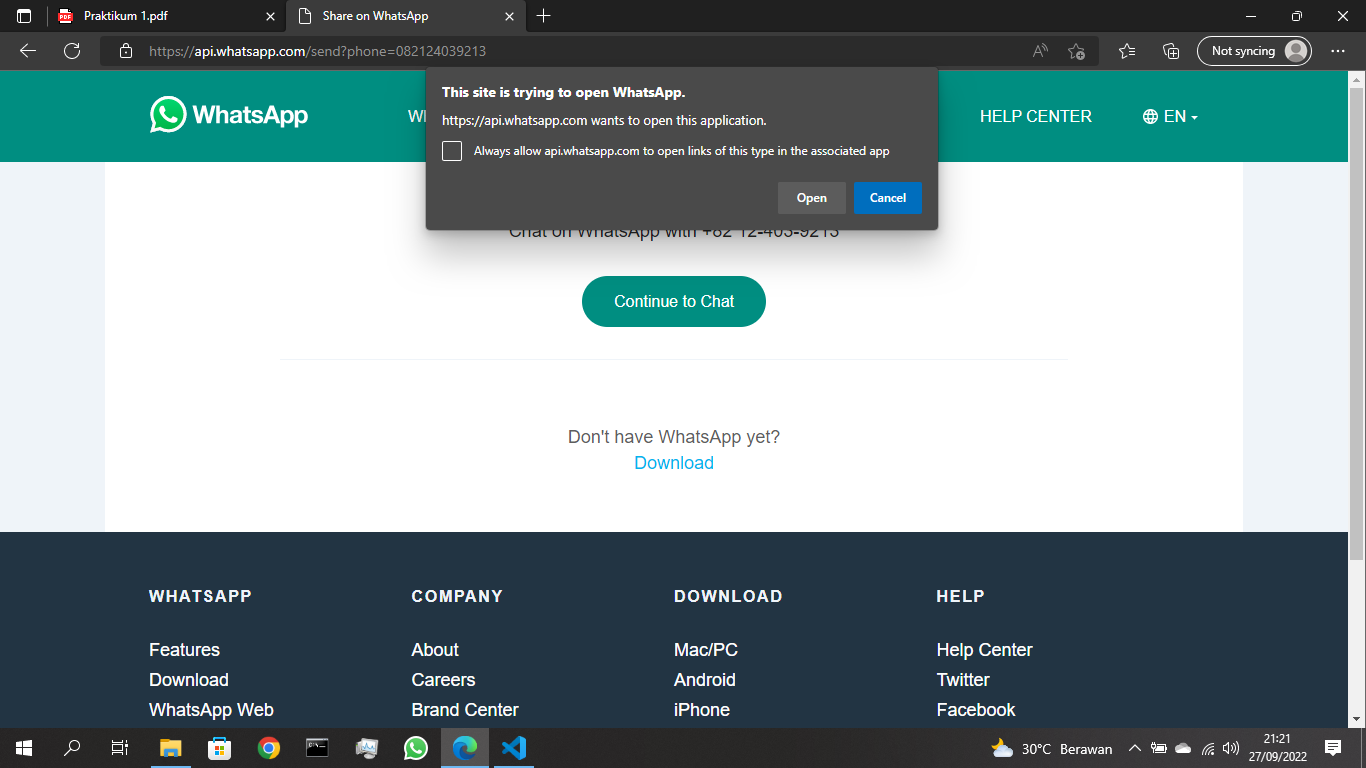 Praktikum 1.pdf
Share on WhatsApp
https://api.whatsapp.com/send?phone=082124039213
Not syncing
This site is trying to open WhatsApp.
https://api.whatsapp.com wants to open this application.
Always allow api.whatsapp.com to open links of this type in the associated app
Open
Cancel
WhatsApp
HELP CENTER
EN
Chat on WhatsApp with +82 12-403-9213
Continue to Chat
Don't have WhatsApp yet?
Download
WHATSAPP
COMPANY
DOWNLOAD
HELP
Features
About
Mac/PC
Help Center
Download
Careers
Android
Twitter
WhatsApp Web
Brand Center
iPhone
Facebook
30°C Berawan
21:21
27/09/2022